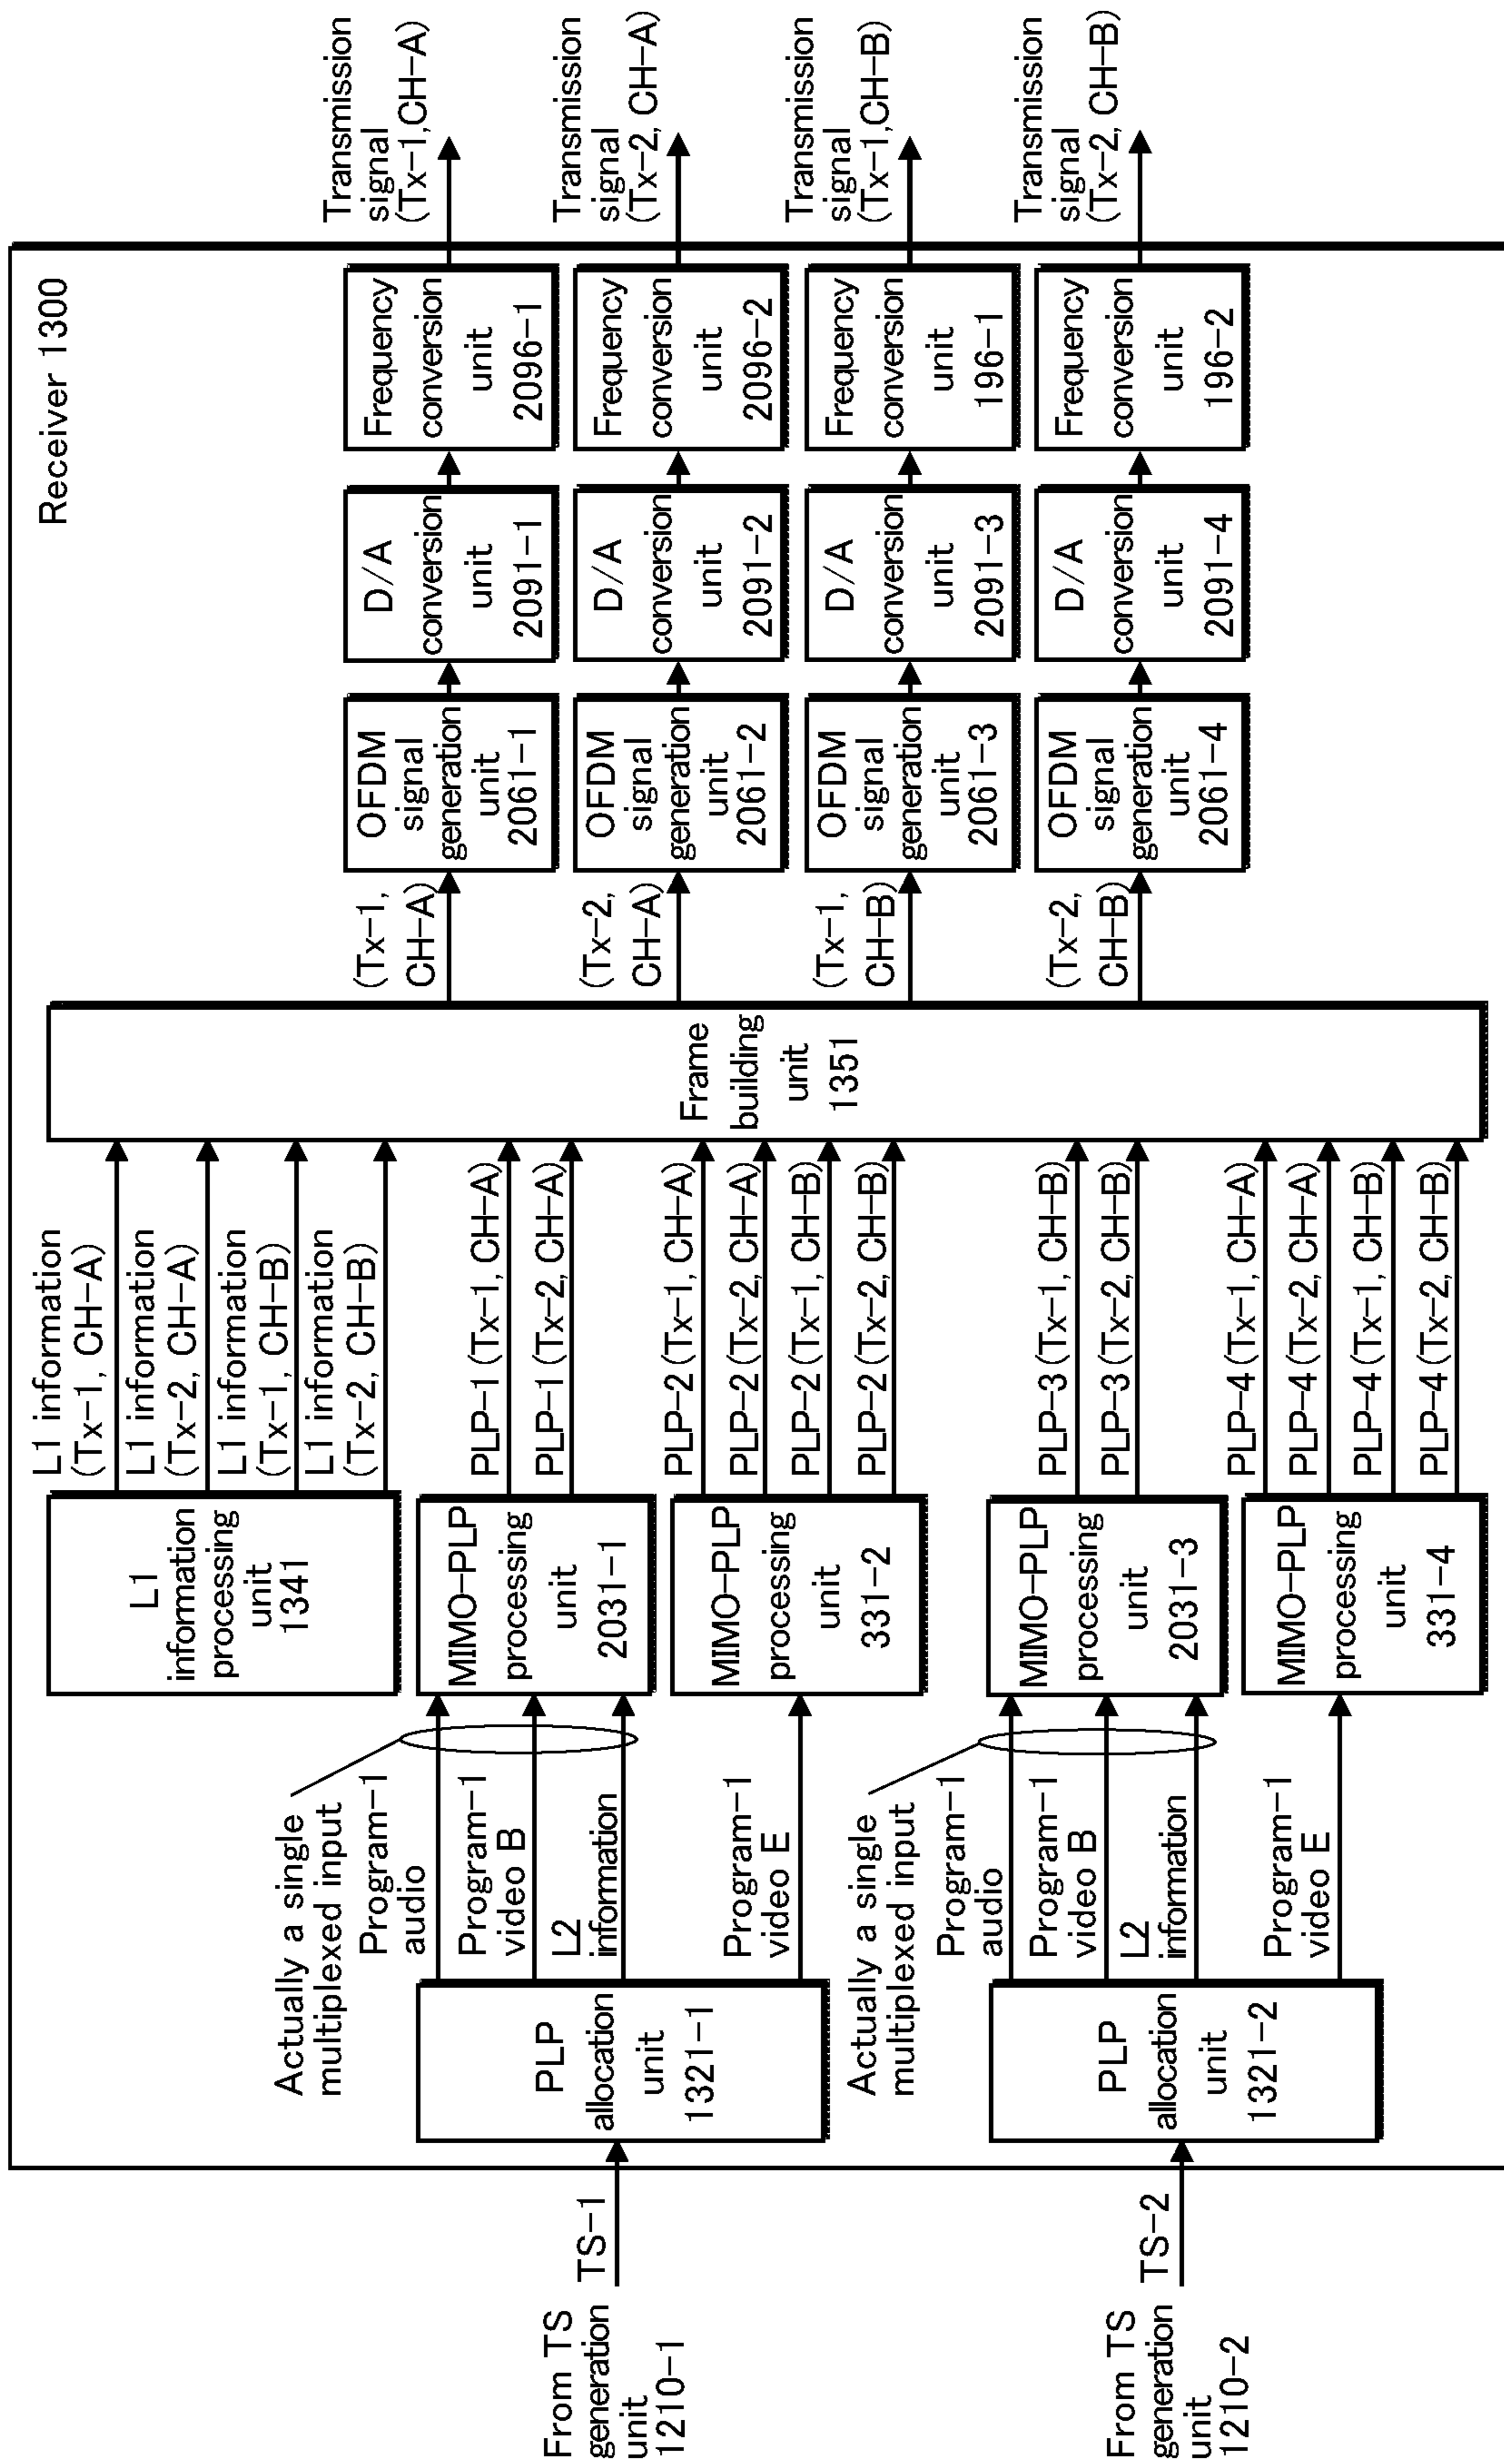 Receiver 1300
From TS
generation
unit
1210-1
TS-1
From TS
generation
unit
1210-2
TS-2
PLP
allocation
unit
1321-1
PLP
allocation
unit
1321-2
Actually a single
multiplexed input
Program-1
audio
Program-1
video B
L2
information
Program-1
video E
Actually a single
multiplexed input
Program-1
audio
Program-1
video B
L2
information
Program-1
video E
L1
information
processing
unit
1341
MIMO-PLP
processing
unit
2031-1
MIMO-PLP
processing
unit
331-2
MIMO-PLP
processing
unit
2031-3
MIMO-PLP
processing
unit
331-4
L1 information
(Tx-1, CH-A)
L1 information
(Tx-2, CH-A)
L1 information
(Tx-1, CH-B)
L1 information
(Tx-2, CH-B)
PLP-1 (Tx-1, CH-A)
PLP-1 (Tx-2, CH-A)
PLP-2 (Tx-1, CH-A)
PLP-2 (Tx-2, CH-A)
PLP-2 (Tx-1, CH-B)
PLP-2 (Tx-2, CH-B)
PLP-3 (Tx-1, CH-B)
PLP-3 (Tx-2, CH-B)
PLP-4 (Tx-1, CH-A)
PLP-4 (Tx-2, CH-A)
PLP-4 (Tx-1, CH-B)
PLP-4 (Tx-2, CH-B)
Frame
building
unit
1351
(Tx-1,
CH-A)
(Tx-2,
CH-A)
(Tx-1,
CH-B)
(Tx-2,
CH-B)
OFDM
signal
generation
unit
2061-1
OFDM
signal
generation
unit
2061-2
OFDM
signal
generation
unit
2061-3
OFDM
signal
generation
unit
2061-4
D/A
conversion
unit
2091-1
D/A
conversion
unit
2091-2
D/A
conversion
unit
2091-3
D/A
conversion
unit
2091-4
Frequency
conversion
unit
2096-1
Frequency
conversion
unit
2096-2
Frequency
conversion
unit
196-1
Frequency
conversion
unit
196-2
Transmission
signal
(Tx-1,CH-A)
Transmission
signal
(Tx-2, CH-A)
Transmission
signal
(Tx-1,CH-B)
Transmission
signal
(Tx-2, CH-B)